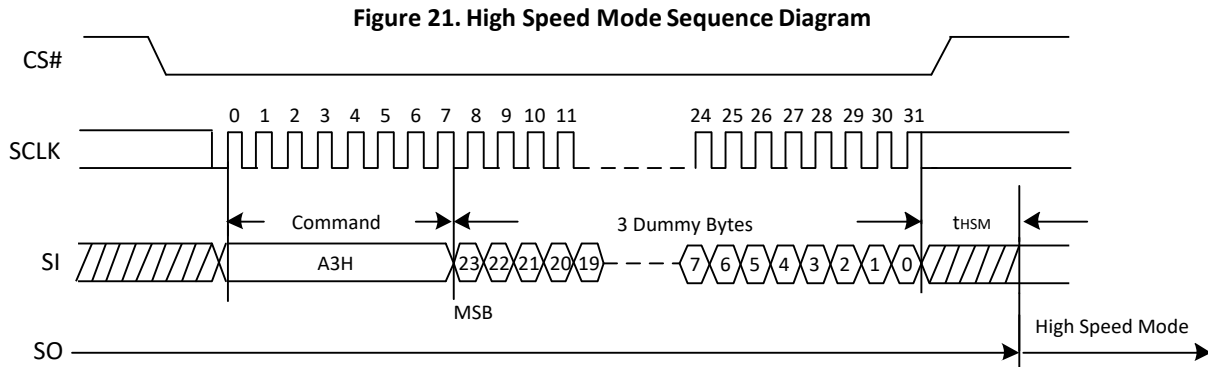 Figure 21. High Speed Mode Sequence Diagram
CS#
0 1 2 3 4 5 6 7 8 9 10 11 24 25 26 27 28 29 30 31
SCLK
Command 3 Dummy Bytes tHSM
SI A3H 23 22 21 20 19 7 6 5 4 3 2 1 0
MSB
High Speed Mode
SO